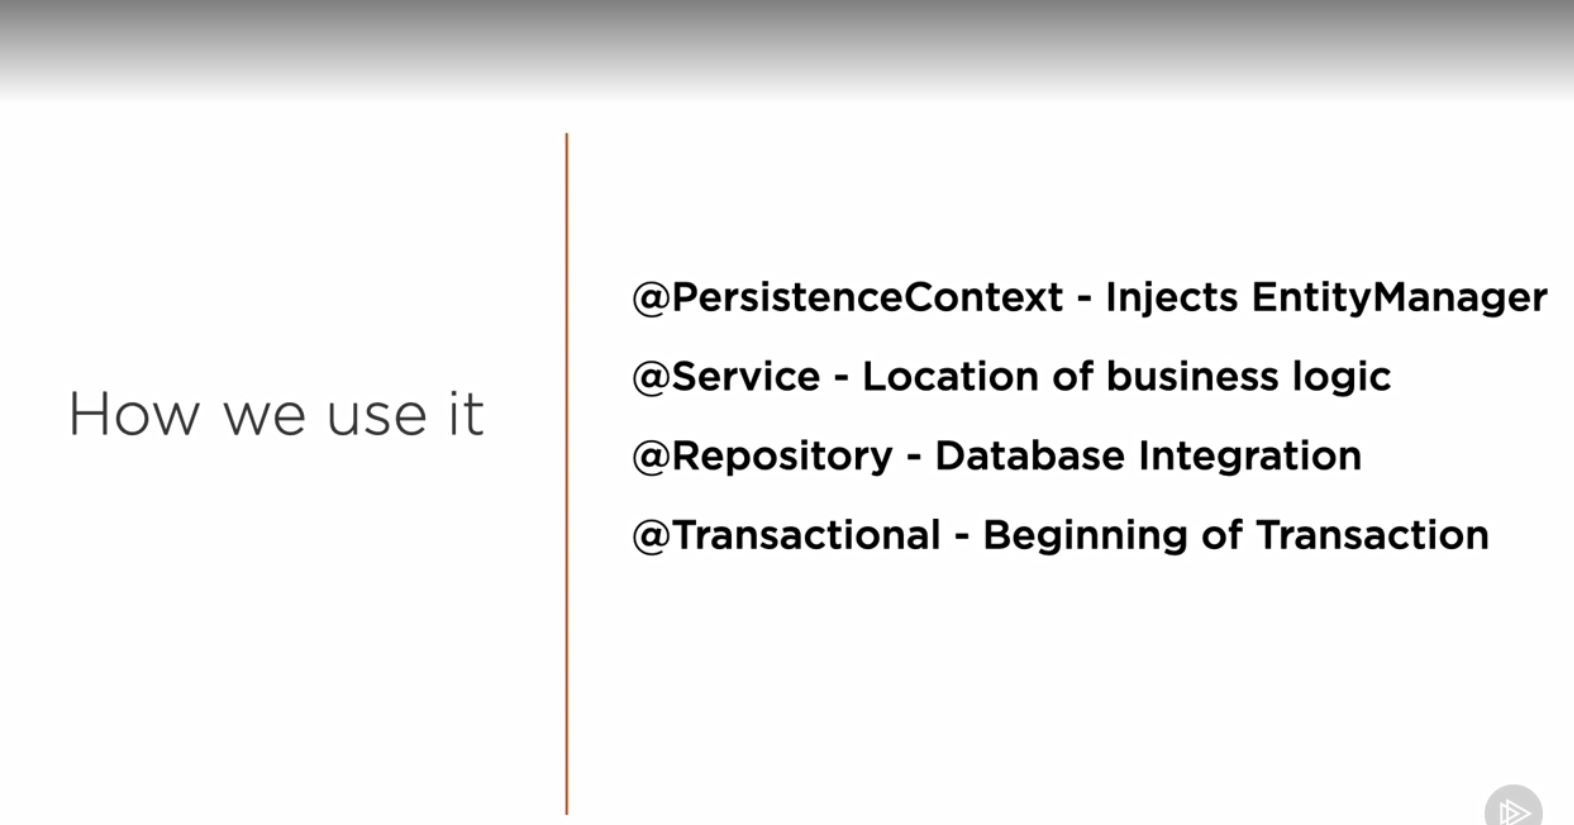 How we use it
@PersistenceContext - Injects EntityManager
@Service - Location of business logic
@Repository - Database Integration
@Transactional - Beginning of Transaction